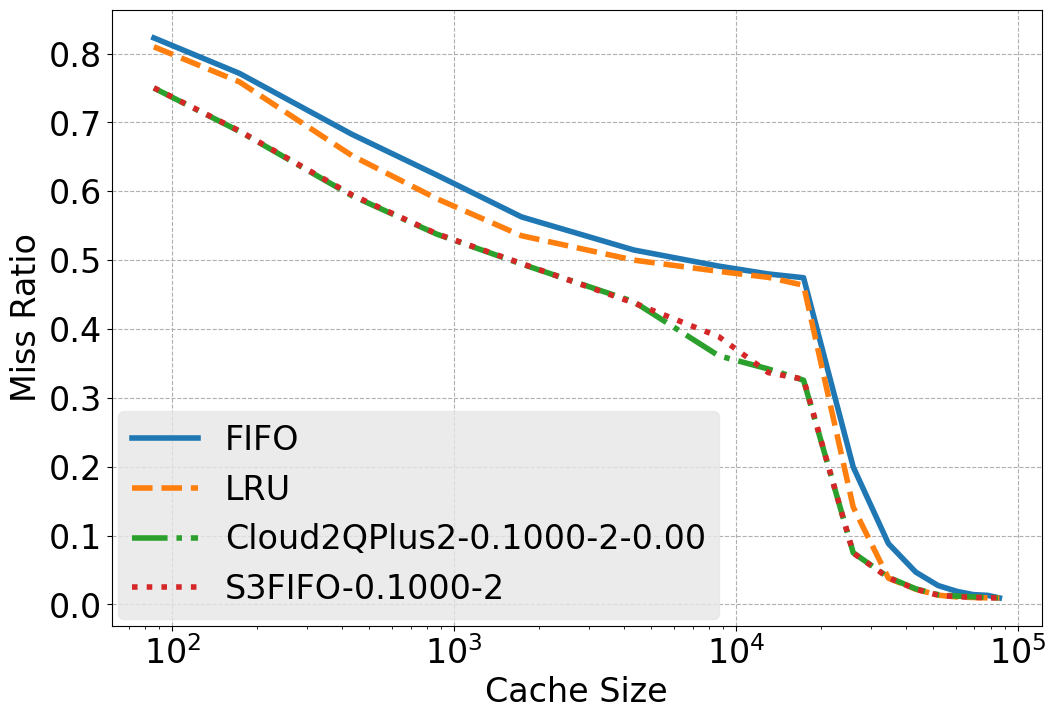 0.8
0.7
0.6
0.5
0.4
0.3
0.2
0.1
0.0
Miss Ratio
FIFO
LRU
Cloud2QPlus2-0.1000-2-0.00
S3FIFO-0.1000-2
10² 10³ 10⁴ 10⁵
Cache Size